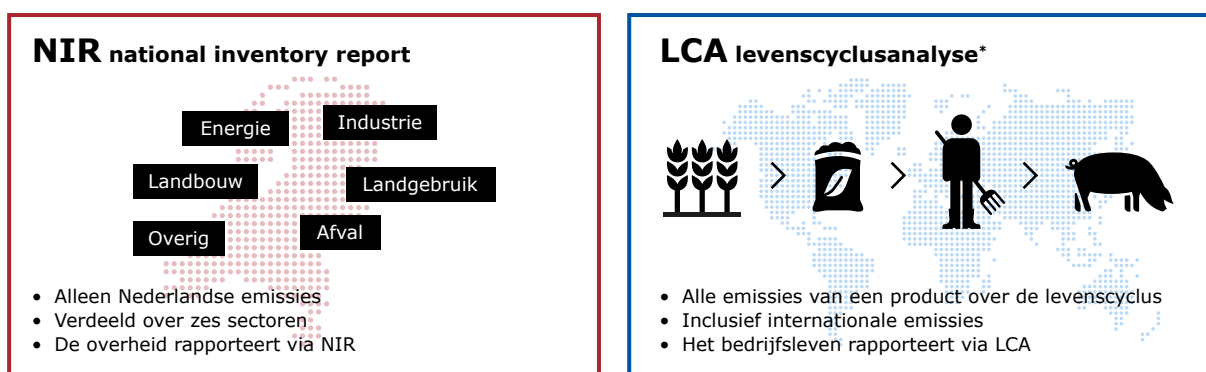 NIR national inventory report
Energie
Industrie
Landbouw
Landgebruik
Overig
Afval
• Alleen Nederlandse emissies
• Verdeeld over zes sectoren
• De overheid rapporteert via NIR
LCA levenscyclusanalyse*
• Alle emissies van een product over de levenscyclus
• Inclusief internationale emissies
• Het bedrijfsleven rapporteert via LCA